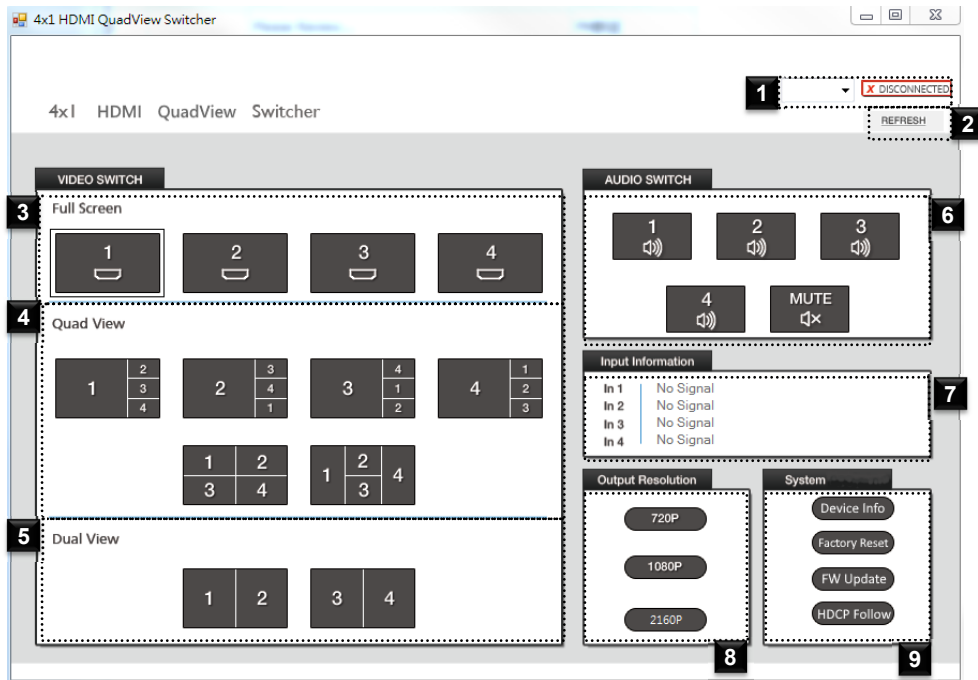 4x1 HDMI QuadView Switcher
1
X DISCONNECTED
4x1 HDMI QuadView Switcher
REFRESH
2
VIDEO SWITCH
3
Full Screen
1 2 3 4
4
Quad View
1 2 3 4
2 3 4 1
3 4 1 2
4 1 2 3
1 2
3 4
1 2 3 4
5
Dual View
1 2
3 4
AUDIO SWITCH
6
1 2 3
4 MUTE
Input Information
7
In 1 No Signal
In 2 No Signal
In 3 No Signal
In 4 No Signal
Output Resolution
720P
1080P
2160P
8
System
Device Info
Factory Reset
FW Update
HDCP Follow
9